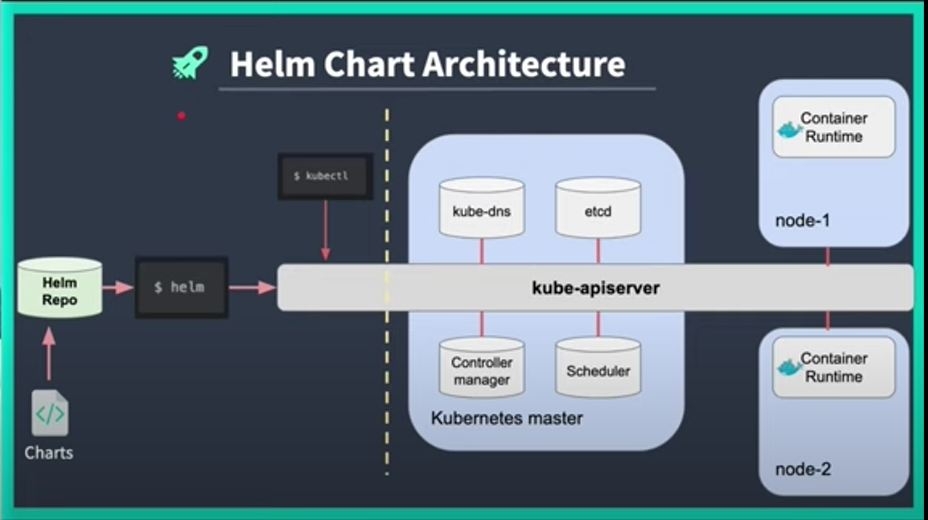 Helm Chart Architecture
$ kubectl
Helm
Repo
$ helm
</>
Charts
kube-dns
etcd
kube-apiserver
Controller
manager
Scheduler
Kubernetes master
Container
Runtime
node-1
Container
Runtime
node-2